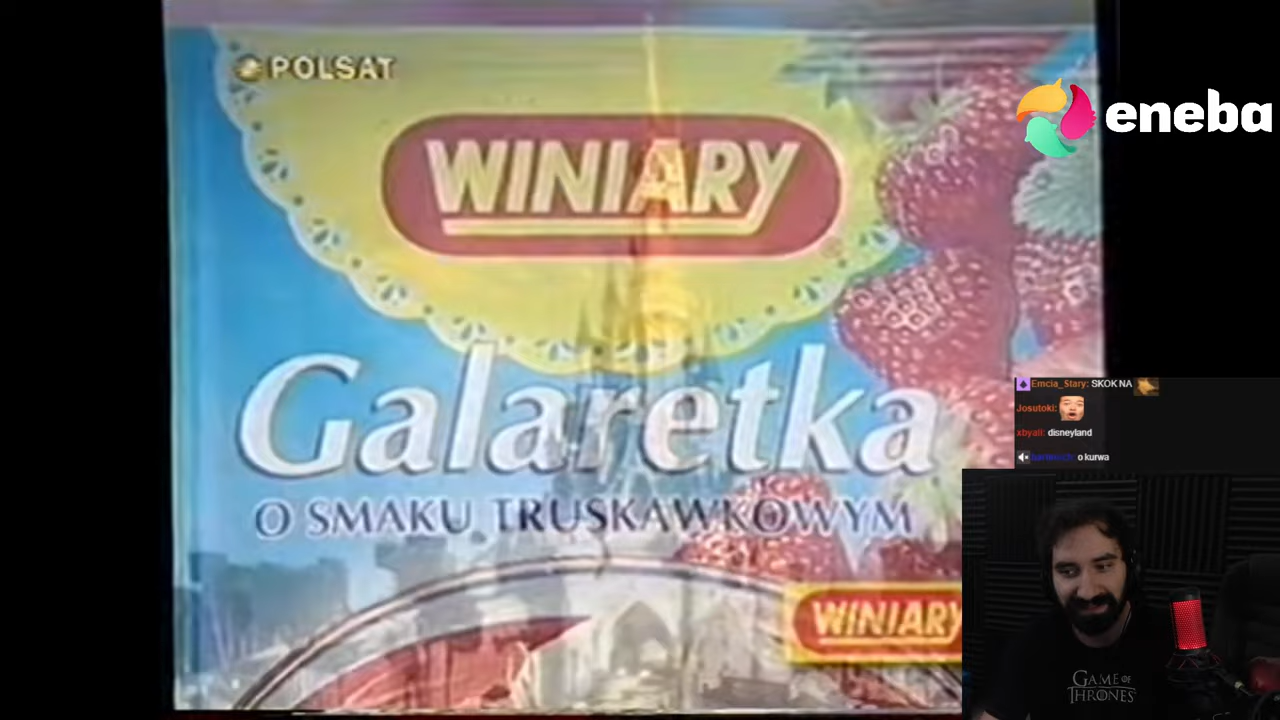 POLSAT
eneba
WINIARY
Galaretka
O SMAKU TRUSKAWKOWYM
WINIARY
Emcia_Stary: SKOK NA
Josutoki:
xbyali: disneyland
o kurwa
GAME OF
THRONES